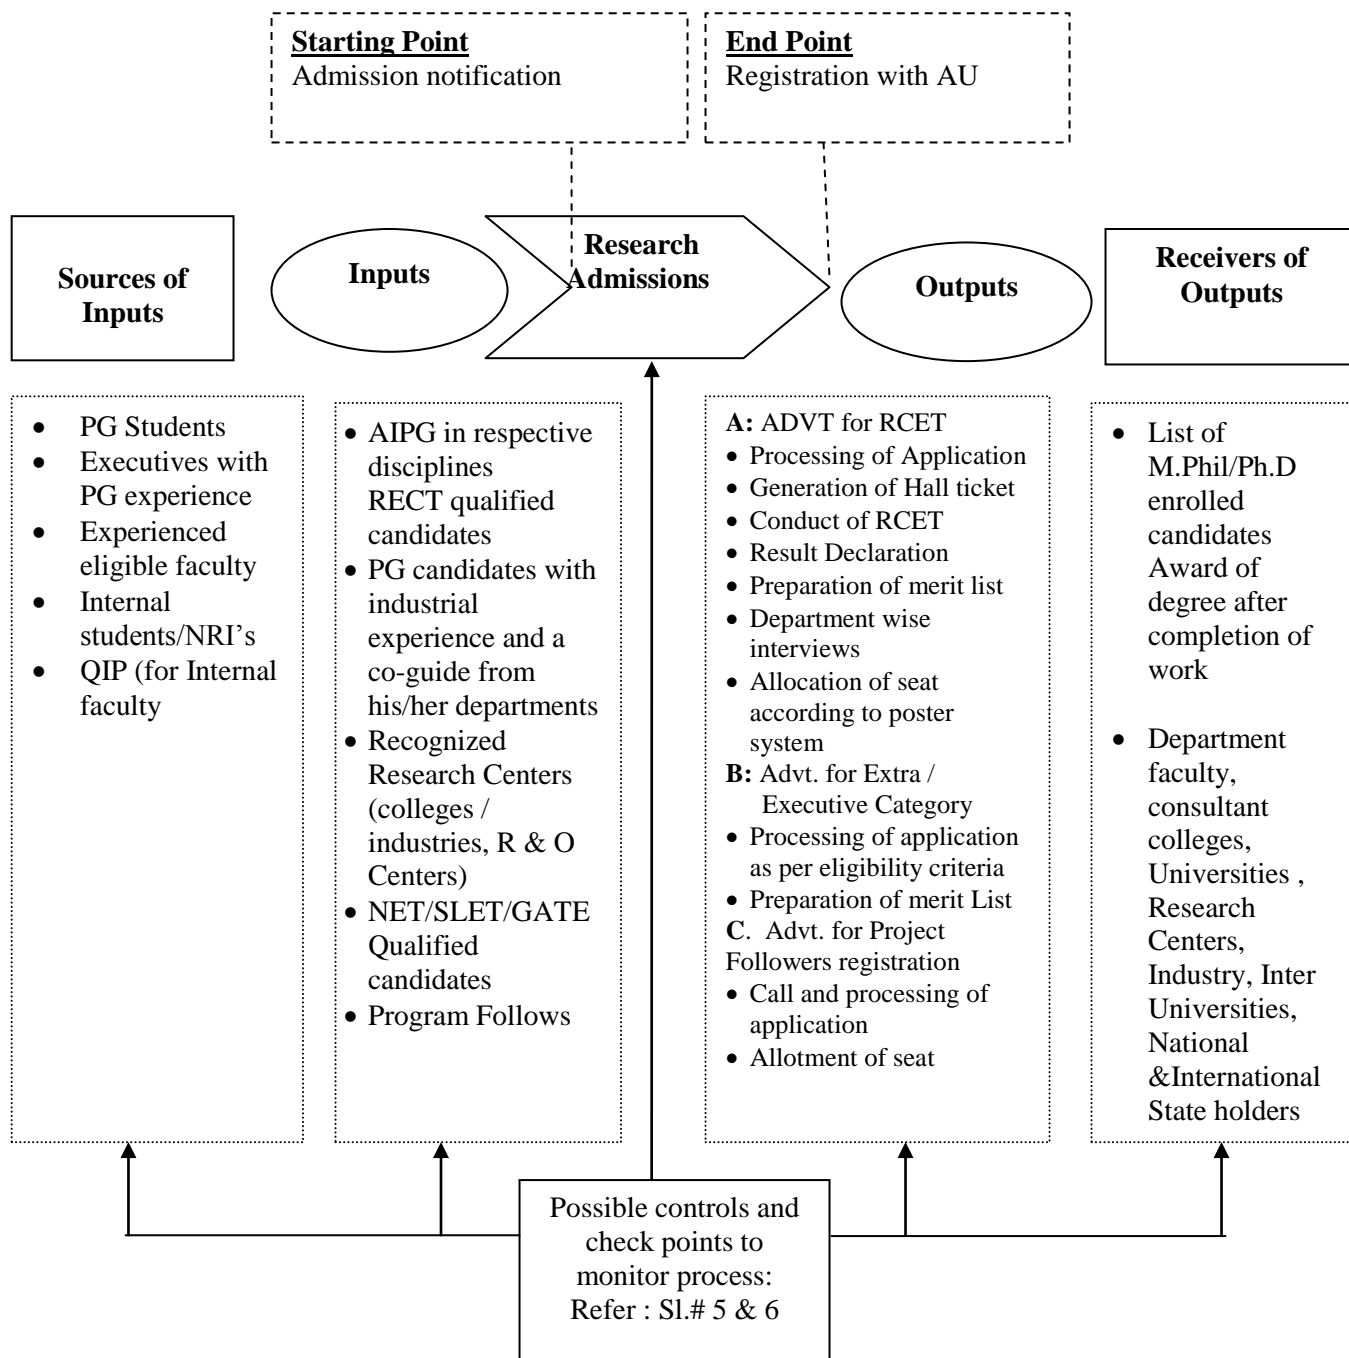 Starting Point
Admission notification
End Point
Registration with AU
Sources of
Inputs
Inputs
Research
Admissions
Outputs
Receivers of
Outputs
• PG Students
• Executives with
PG experience
• Experienced
eligible faculty
• Internal
students/NRI’s
• QIP (for Internal
faculty
• AIPG in respective
disciplines
RECT qualified
candidates
• PG candidates with
industrial
experience and a
co-guide from
his/her departments
• Recognized
Research Centers
(colleges /
industries, R & O
Centers)
• NET/SLET/GATE
Qualified
candidates
• Program Follows
A: ADVT for RCET
• Processing of Application
• Generation of Hall ticket
• Conduct of RCET
• Result Declaration
• Preparation of merit list
• Department wise
interviews
• Allocation of seat
according to poster
system
B: Advt. for Extra /
Executive Category
• Processing of application
as per eligibility criteria
• Preparation of merit List
C. Advt. for Project
Followers registration
• Call and processing of
application
• Allotment of seat
• List of
M.Phil/Ph.D
enrolled
candidates
Award of
degree after
completion of
work
• Department
faculty,
consultant
colleges,
Universities ,
Research
Centers,
Industry, Inter
Universities,
National
&International
State holders
Possible controls and
check points to
monitor process:
Refer : Sl.# 5 & 6